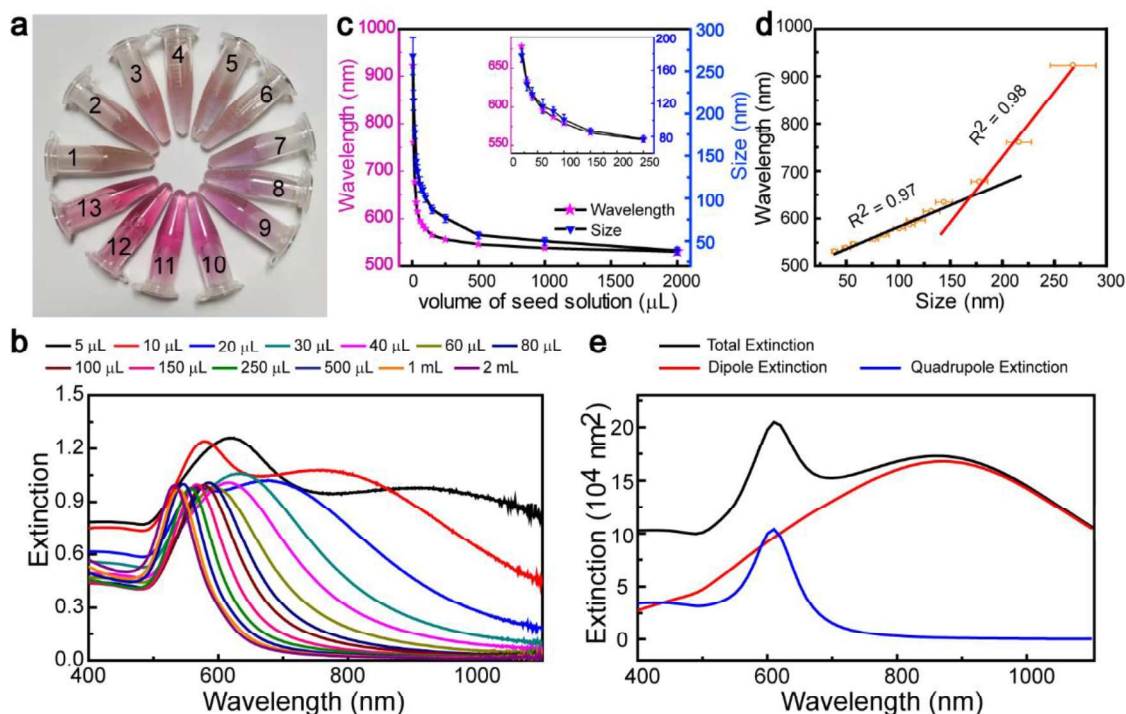 a
1
2
3
4
5
6
7
8
9
10
11
12
13
c
Wavelength (nm)
1000
900
800
700
600
500
Size (nm)
300
250
200
150
100
50
0
0
500
1000
1500
2000
volume of seed solution (μL)
Wavelength
Size
650
600
550
200
160
120
80
0
50
100
150
200
250
d
Wavelength (nm)
1000
900
800
700
600
500
50
100
150
200
250
300
Size (nm)
R² = 0.97
R² = 0.98
b
5 μL 10 μL 20 μL 30 μL 40 μL 60 μL 80 μL
100 μL 150 μL 250 μL 500 μL 1 mL 2 mL
Extinction
1.5
1.2
0.9
0.6
0.3
0.0
400 600 800 1000
Wavelength (nm)
e
Total Extinction
Dipole Extinction Quadrupole Extinction
Extinction (10⁴ nm²)
20
15
10
5
0
400 500 600 700 800 900 1000
Wavelength (nm)